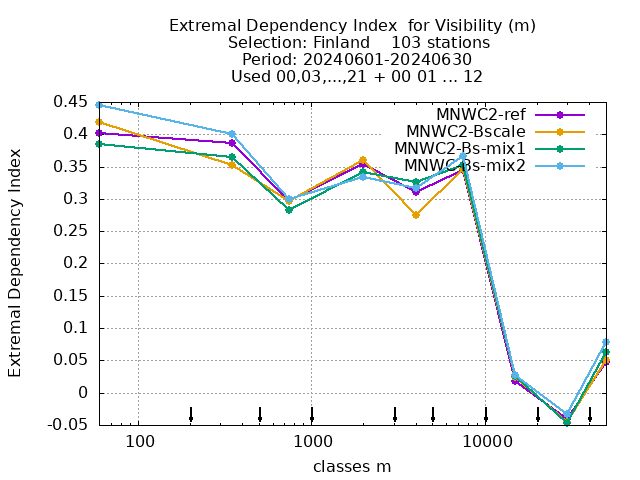 Extremal Dependency Index  for Visibility (m)
Selection: Finland    103 stations
Period: 20240601-20240630
Used 00,03,...,21 + 00 01 ... 12
MNWC2-ref
MNWC2-Bscale
MNWC2-Bs-mix1
MNWC2-Bs-mix2
Extremal Dependency Index
0.45
0.4
0.35
0.3
0.25
0.2
0.15
0.1
0.05
0
-0.05
100
1000
10000
classes m